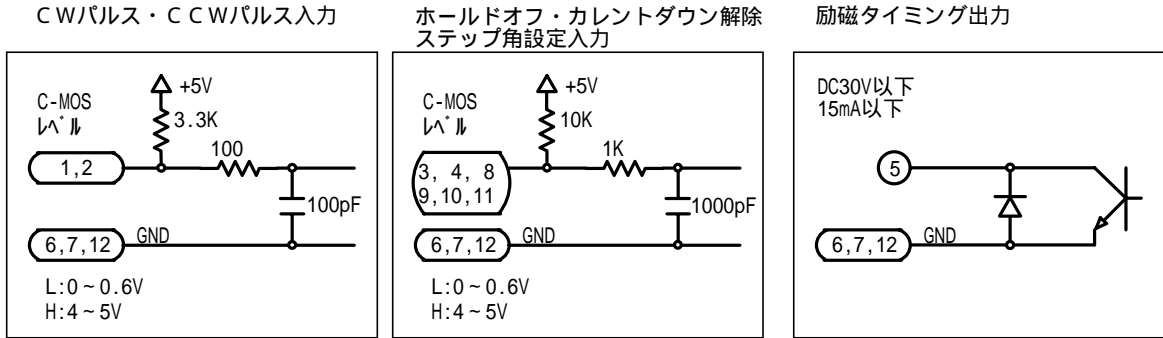 ＣＷパルス・ＣＣＷパルス入力
C-MOS
ﾚﾍﾞﾙ
+5V
3.3K
100
1,2
100pF
6,7,12
GND
L:0～0.6V
H:4～5V
ホールドオフ・カレントダウン解除
ステップ角設定入力
C-MOS
ﾚﾍﾞﾙ
+5V
10K
1K
3, 4, 8
9,10,11
1000pF
6,7,12
GND
L:0～0.6V
H:4～5V
励磁タイミング出力
DC30V以下
15mA以下
5
6,7,12
GND